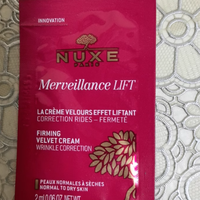 INNOVATION
NUXE
PARIS
Merveillance LIFT
LA CRÈME VELOURS EFFET LIFTANT
CORRECTION RIDES - FERMETÉ
FIRMING
VELVET CREAM
WRINKLE CORRECTION
PEAUX NORMALES À SÈCHES
NORMAL TO DRY SKIN
2 ml 0.06 OZ. NET WT.